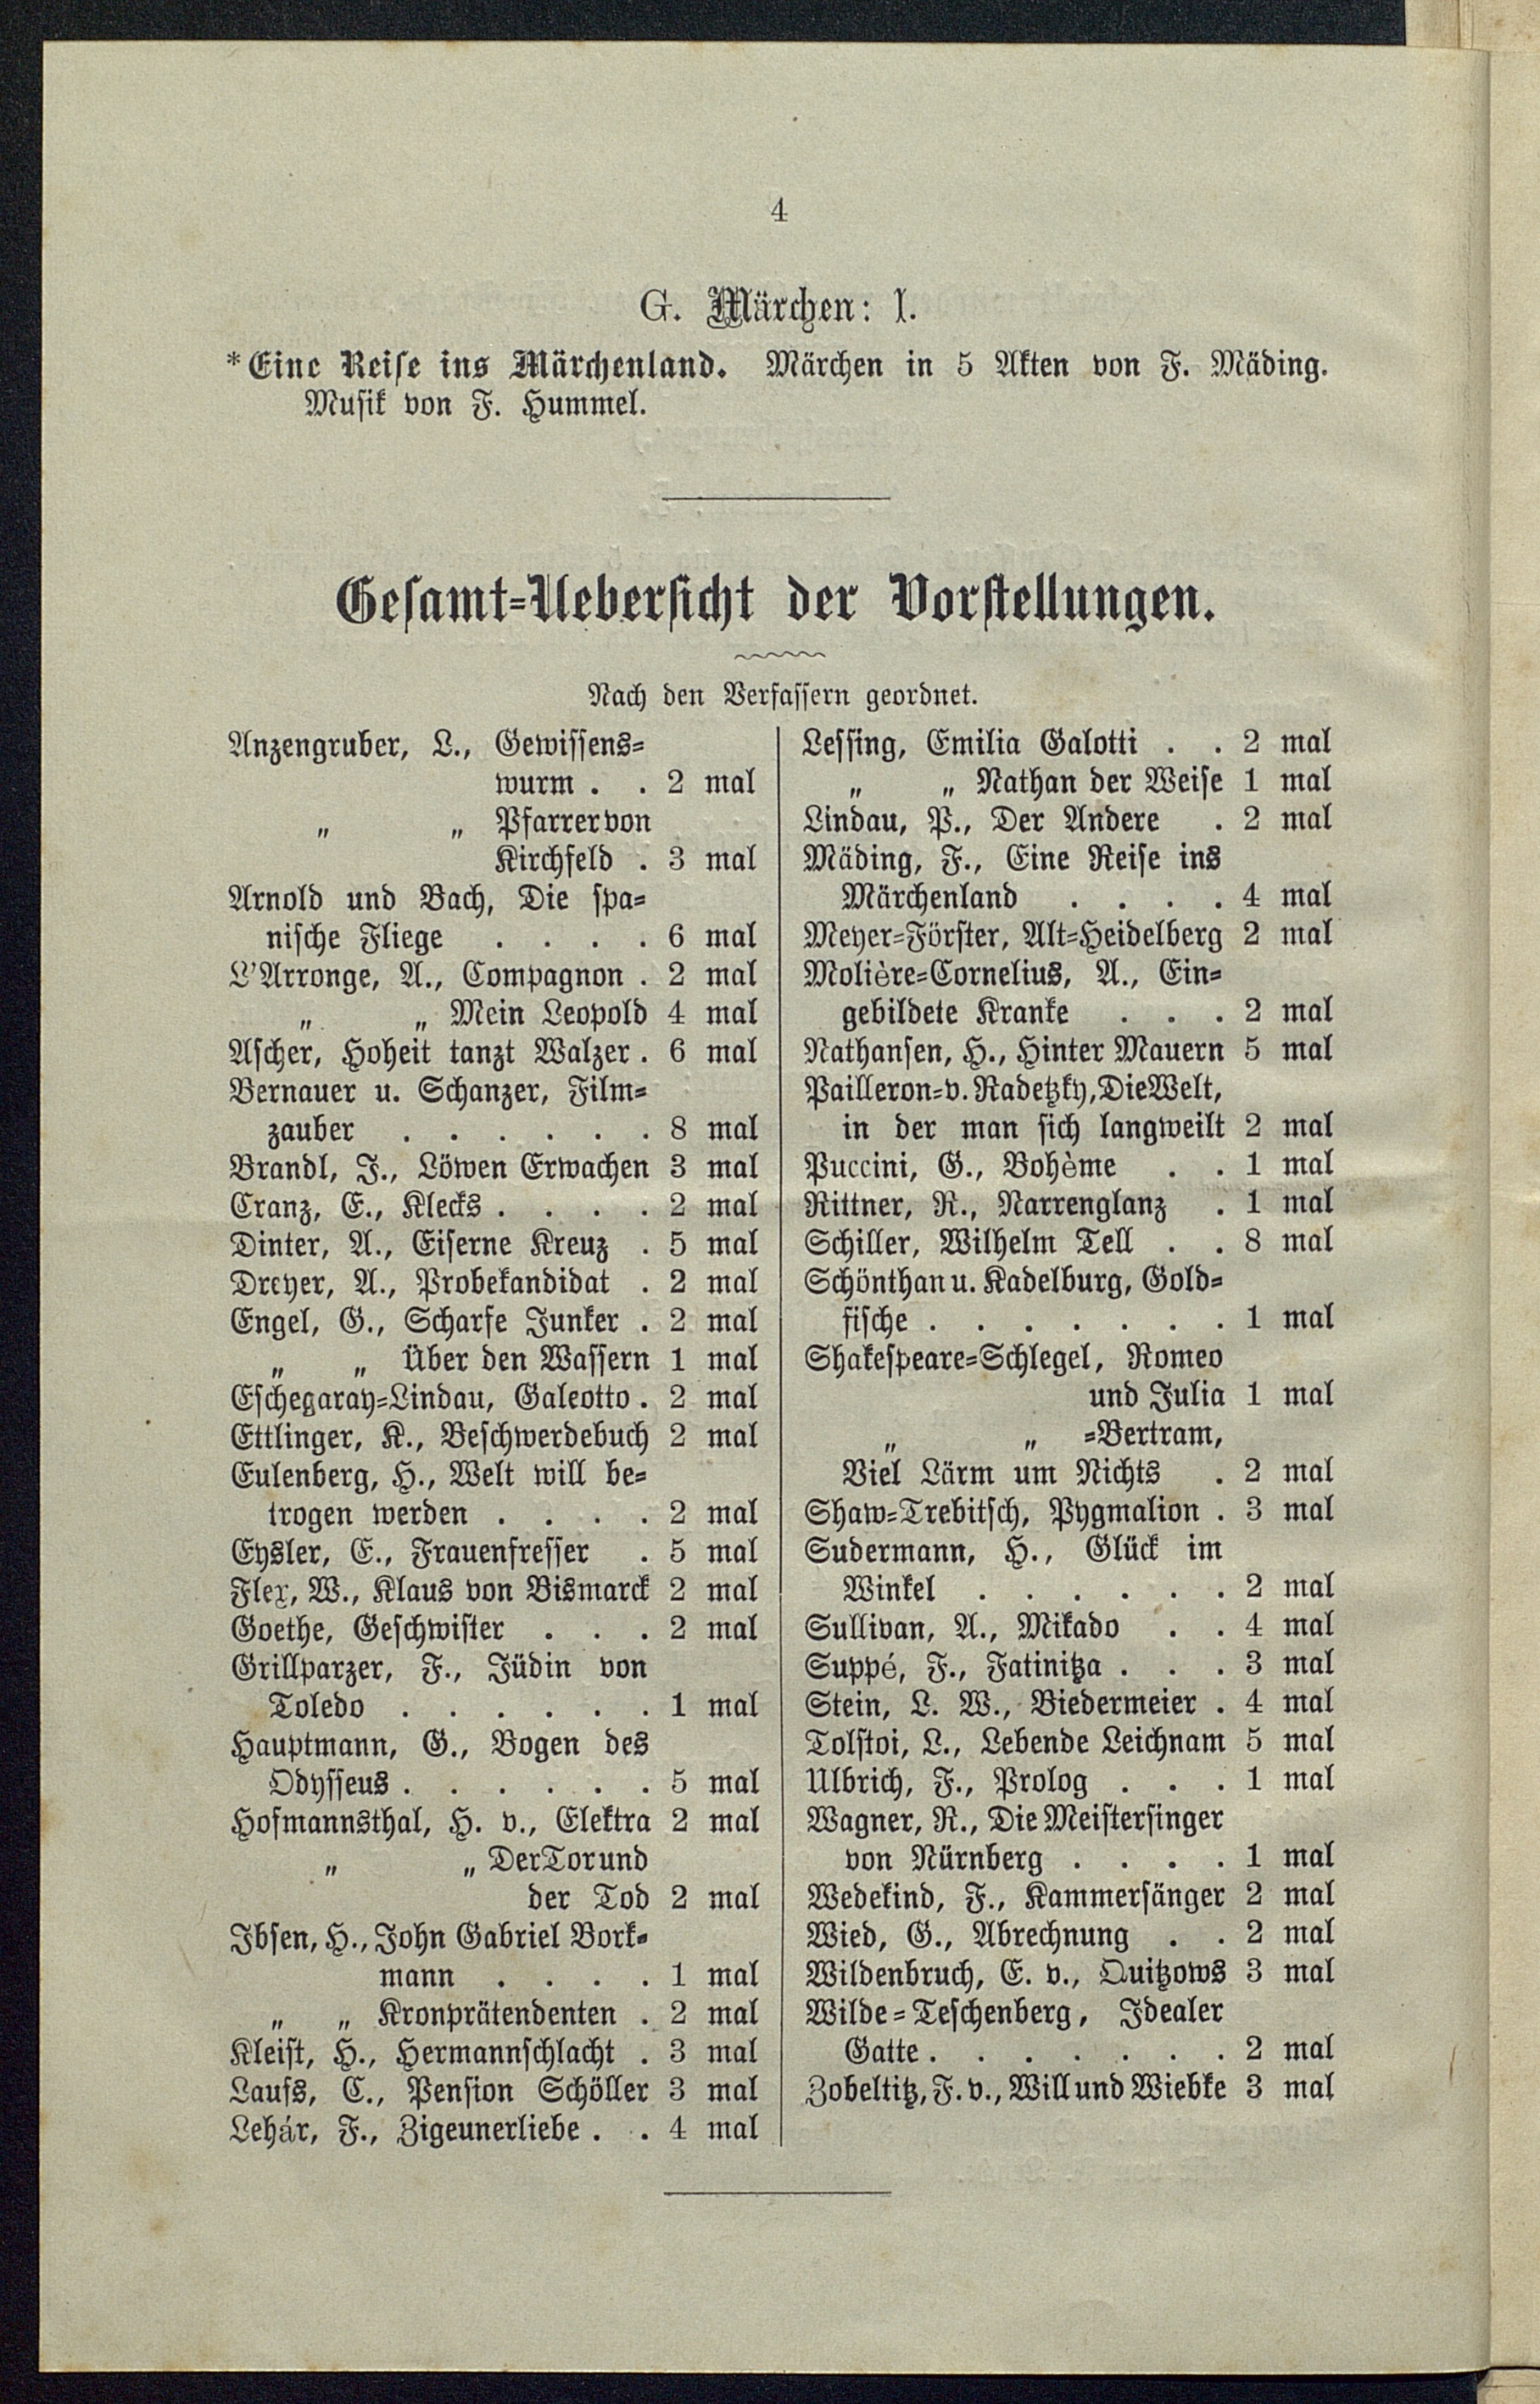 4
G. Märchen: 1.
*Eine Reise ins Märchenland. Märchen in 5 Akten von F. Mäding.
Musik von F. Hummel.
Gesamt-Uebersicht der Vorstellungen.
Nach den Verfassern geordnet.
Anzengruber, L., Gewissens-
wurm . . 2 mal
„ „ Pfarrer von
Kirchfeld . 3 mal
Arnold und Bach, Die spa-
nische Fliege . . . . 6 mal
L'Arronge, A., Compagnon . 2 mal
„ „ Mein Leopold 4 mal
Ascher, Hoheit tanzt Walzer . 6 mal
Bernauer u. Schanzer, Film-
zauber . . . . . . 8 mal
Brandl, J., Löwen Erwachen 3 mal
Cranz, E., Klecks . . . . 2 mal
Dinter, A., Eiserne Kreuz . 5 mal
Dreyer, A., Probekandidat . 2 mal
Engel, G., Scharfe Junker . 2 mal
„ „ Über den Wassern 1 mal
Eschegaray-Lindau, Galeotto . 2 mal
Ettlinger, K., Beschwerdebuch 2 mal
Eulenberg, H., Welt will be-
trogen werden . . . . 2 mal
Eysler, E., Frauenfresser . 5 mal
Flex, W., Klaus von Bismarck 2 mal
Goethe, Geschwister . . . 2 mal
Grillparzer, F., Jüdin von
Toledo . . . . . . 1 mal
Hauptmann, G., Bogen des
Odysseus . . . . . . 5 mal
Hofmannsthal, H. v., Elektra 2 mal
„ „ Der Tor und
der Tod 2 mal
Ibsen, H., John Gabriel Bork-
mann . . . . 1 mal
„ „ Kronprätendenten . 2 mal
Kleist, H., Hermannschlacht . 3 mal
Laufs, C., Pension Schöller 3 mal
Lehár, F., Zigeunerliebe . . 4 mal
Lessing, Emilia Galotti . . 2 mal
„ „ Nathan der Weise 1 mal
Lindau, P., Der Andere . 2 mal
Mäding, F., Eine Reise ins
Märchenland . . . . 4 mal
Meyer-Förster, Alt-Heidelberg 2 mal
Molière-Cornelius, A., Ein-
gebildete Kranke . . . 2 mal
Nathansen, H., Hinter Mauern 5 mal
Pailleron-v. Radetzky, Die Welt,
in der man sich langweilt 2 mal
Puccini, G., Bohème . . 1 mal
Rittner, R., Narrenglanz . 1 mal
Schiller, Wilhelm Tell . . 8 mal
Schönthan u. Kadelburg, Gold-
fische . . . . . . . 1 mal
Shakespeare-Schlegel, Romeo
und Julia 1 mal
„ „ -Bertram,
Viel Lärm um Nichts . 2 mal
Shaw-Trebitsch, Pygmalion . 3 mal
Sudermann, H., Glück im
Winkel . . . . . . 2 mal
Sullivan, A., Mikado . . 4 mal
Suppé, F., Fatinitza . . . 3 mal
Stein, L. W., Biedermeier . 4 mal
Tolstoi, L., Lebende Leichnam 5 mal
Ulbrich, F., Prolog . . . 1 mal
Wagner, R., Die Meistersinger
von Nürnberg . . . . 1 mal
Wedekind, F., Kammersänger 2 mal
Wied, G., Abrechnung . . 2 mal
Wildenbruch, E. v., Quitzows 3 mal
Wilde-Teschenberg, Idealer
Gatte . . . . . . . 2 mal
Zobeltitz, F. v., Will und Wiebke 3 mal